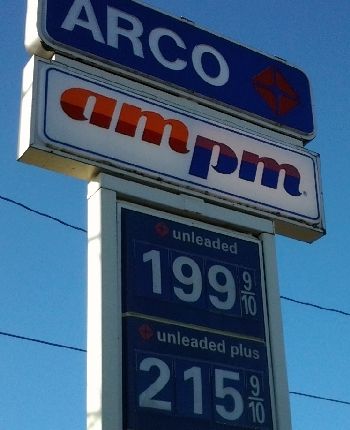 ARCO
ampm
unleaded
199 9/10
unleaded plus
215 9/10